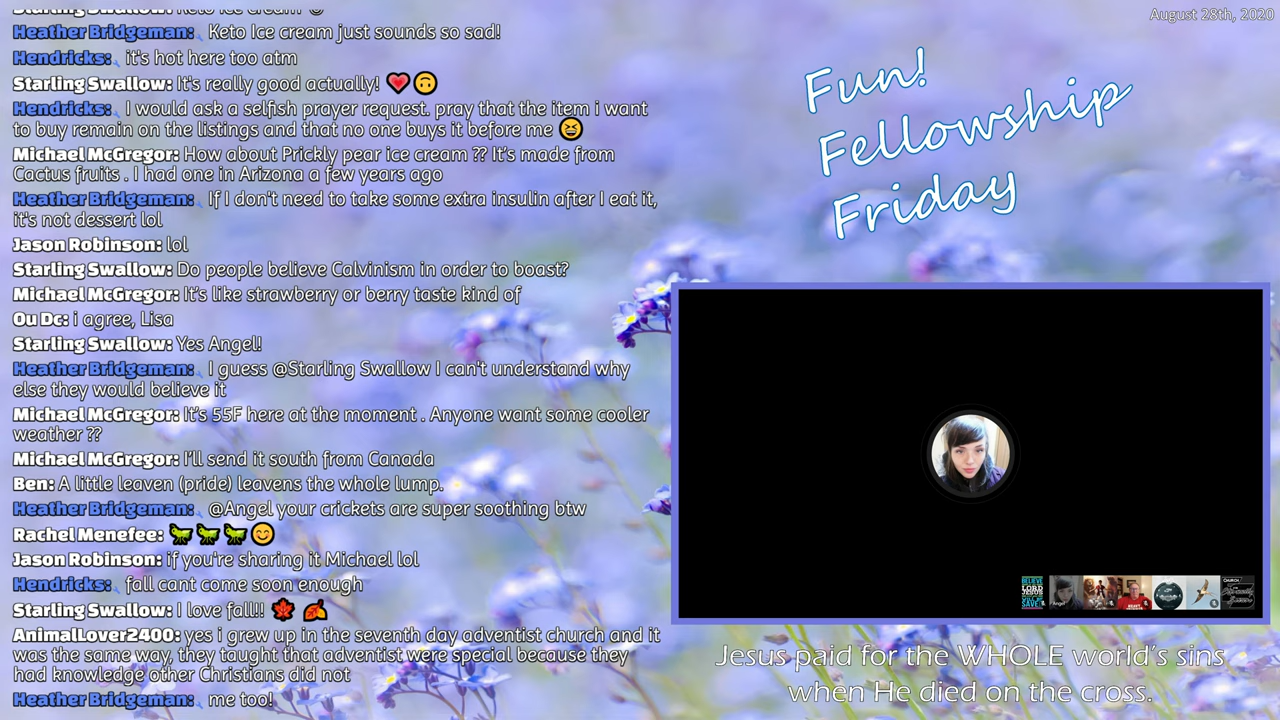 Starling Swallow: Keto Ice cream 🙃
Heather Bridgeman: Keto Ice cream just sounds so sad!
Hendricks: it's hot here too atm
Starling Swallow: It's really good actually! ❤️🙃
Hendricks: I would ask a selfish prayer request. pray that the item i want
to buy remain on the listings and that no one buys it before me 😆
Michael McGregor: How about Prickly pear ice cream ?? It's made from
Cactus fruits . I had one in Arizona a few years ago
Heather Bridgeman: If I don't need to take some extra insulin after I eat it,
it's not dessert lol
Jason Robinson: lol
Starling Swallow: Do people believe Calvinism in order to boast?
Michael McGregor: It's like strawberry or berry taste kind of
Ou Dc: i agree, Lisa
Starling Swallow: Yes Angel!
Heather Bridgeman: I guess @Starling Swallow I can't understand why
else they would believe it
Michael McGregor: It's 55F here at the moment . Anyone want some cooler
weather ??
Michael McGregor: I'll send it south from Canada
Ben: A little leaven (pride) leavens the whole lump.
Heather Bridgeman: @Angel your crickets are super soothing btw
Rachel Menefee: 🦗🦗🦗😊
Jason Robinson: if you're sharing it Michael lol
Hendricks: fall cant come soon enough
Starling Swallow: I love fall!! 🍁 🍂
AnimalLover2400: yes i grew up in the seventh day adventist church and it
was the same way, they taught that adventist were special because they
had knowledge other Christians did not
Heather Bridgeman: me too!
August 28th, 2020
Fun!
Fellowship
Friday
BELIEVE
LORD
JESUS
SAVE
Angel
CHURCH
Jesus paid for the WHOLE world's sins
when He died on the cross.